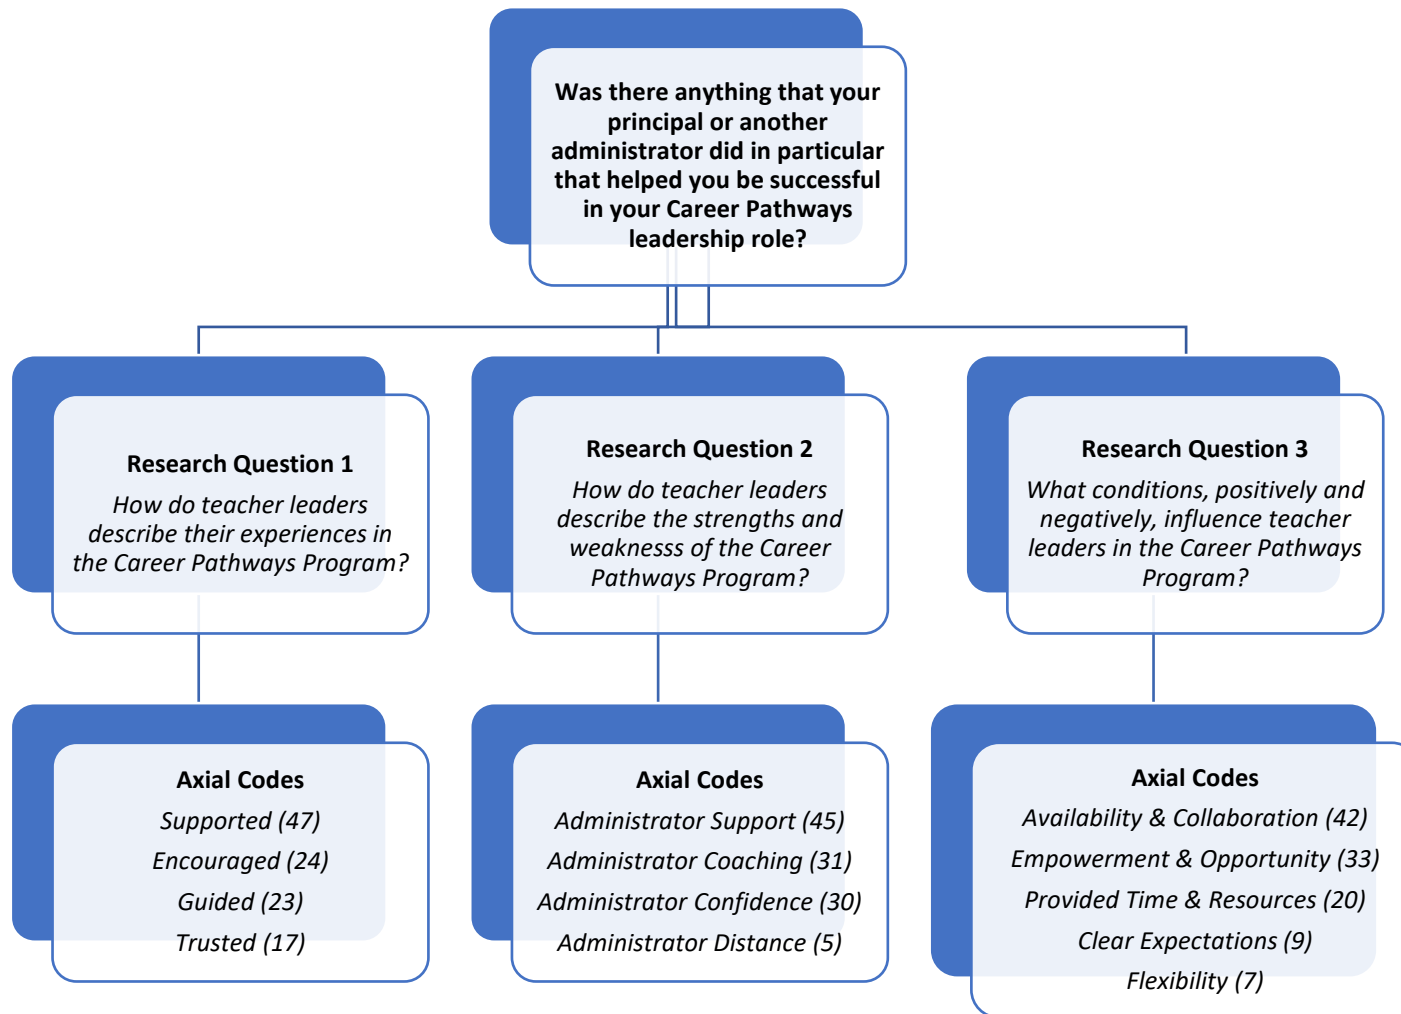 Was there anything that your
principal or another
administrator did in particular
that helped you be successful
in your Career Pathways
leadership role?
Research Question 1
How do teacher leaders
describe their experiences in
the Career Pathways Program?
Research Question 2
How do teacher leaders
describe the strengths and
weaknesss of the Career
Pathways Program?
Research Question 3
What conditions, positively and
negatively, influence teacher
leaders in the Career Pathways
Program?
Axial Codes
Supported (47)
Encouraged (24)
Guided (23)
Trusted (17)
Axial Codes
Administrator Support (45)
Administrator Coaching (31)
Administrator Confidence (30)
Administrator Distance (5)
Axial Codes
Availability & Collaboration (42)
Empowerment & Opportunity (33)
Provided Time & Resources (20)
Clear Expectations (9)
Flexibility (7)